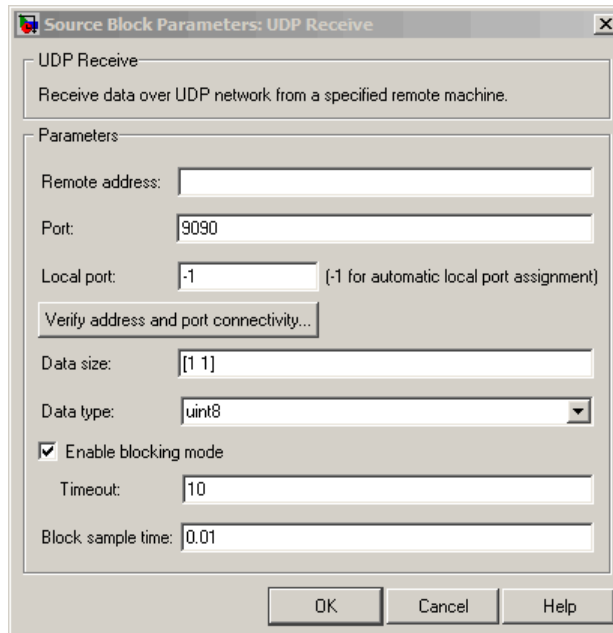 Source Block Parameters: UDP Receive
UDP Receive
Receive data over UDP network from a specified remote machine.
Parameters
Remote address:
Port: 9090
Local port: -1 (-1 for automatic local port assignment)
Verify address and port connectivity...
Data size: [1 1]
Data type: uint8
Enable blocking mode
Timeout: 10
Block sample time: 0.01
OK Cancel Help